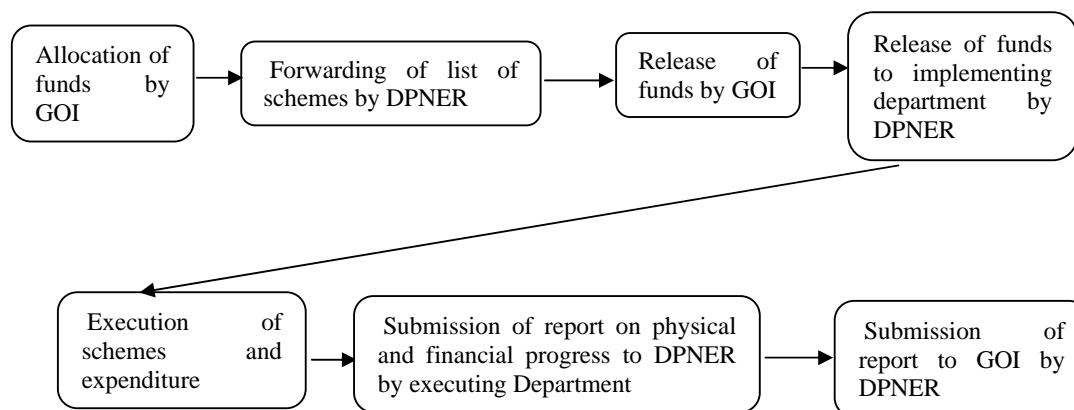 Allocation of
funds by
GOI
Forwarding of list of
schemes by DPNER
Release of
funds by GOI
Release of funds
to implementing
department by
DPNER
Execution of
schemes and
expenditure
Submission of report on physical
and financial progress to DPNER
by executing Department
Submission of
report to GOI by
DPNER